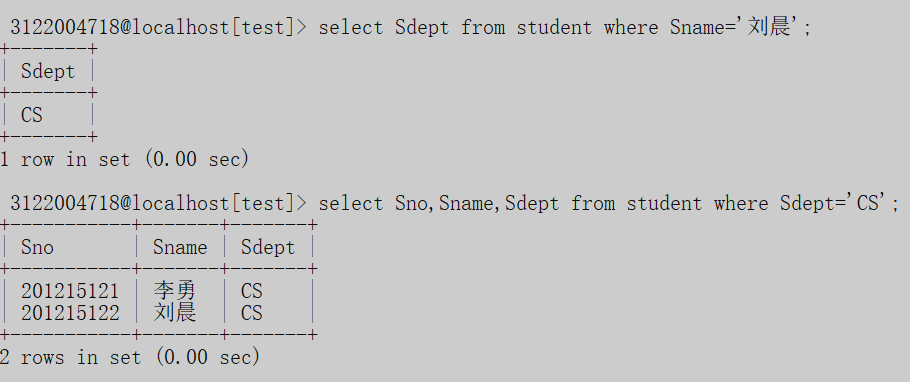 3122004718@localhost[test]> select Sdept from student where Sname='刘晨';
+-------+
| Sdept |
+-------+
| CS    |
+-------+
1 row in set (0.00 sec)
3122004718@localhost[test]> select Sno,Sname,Sdept from student where Sdept='CS';
+-----------+-------+-------+
| Sno       | Sname | Sdept |
+-----------+-------+-------+
| 201215121 | 李勇  | CS    |
| 201215122 | 刘晨  | CS    |
+-----------+-------+-------+
2 rows in set (0.00 sec)